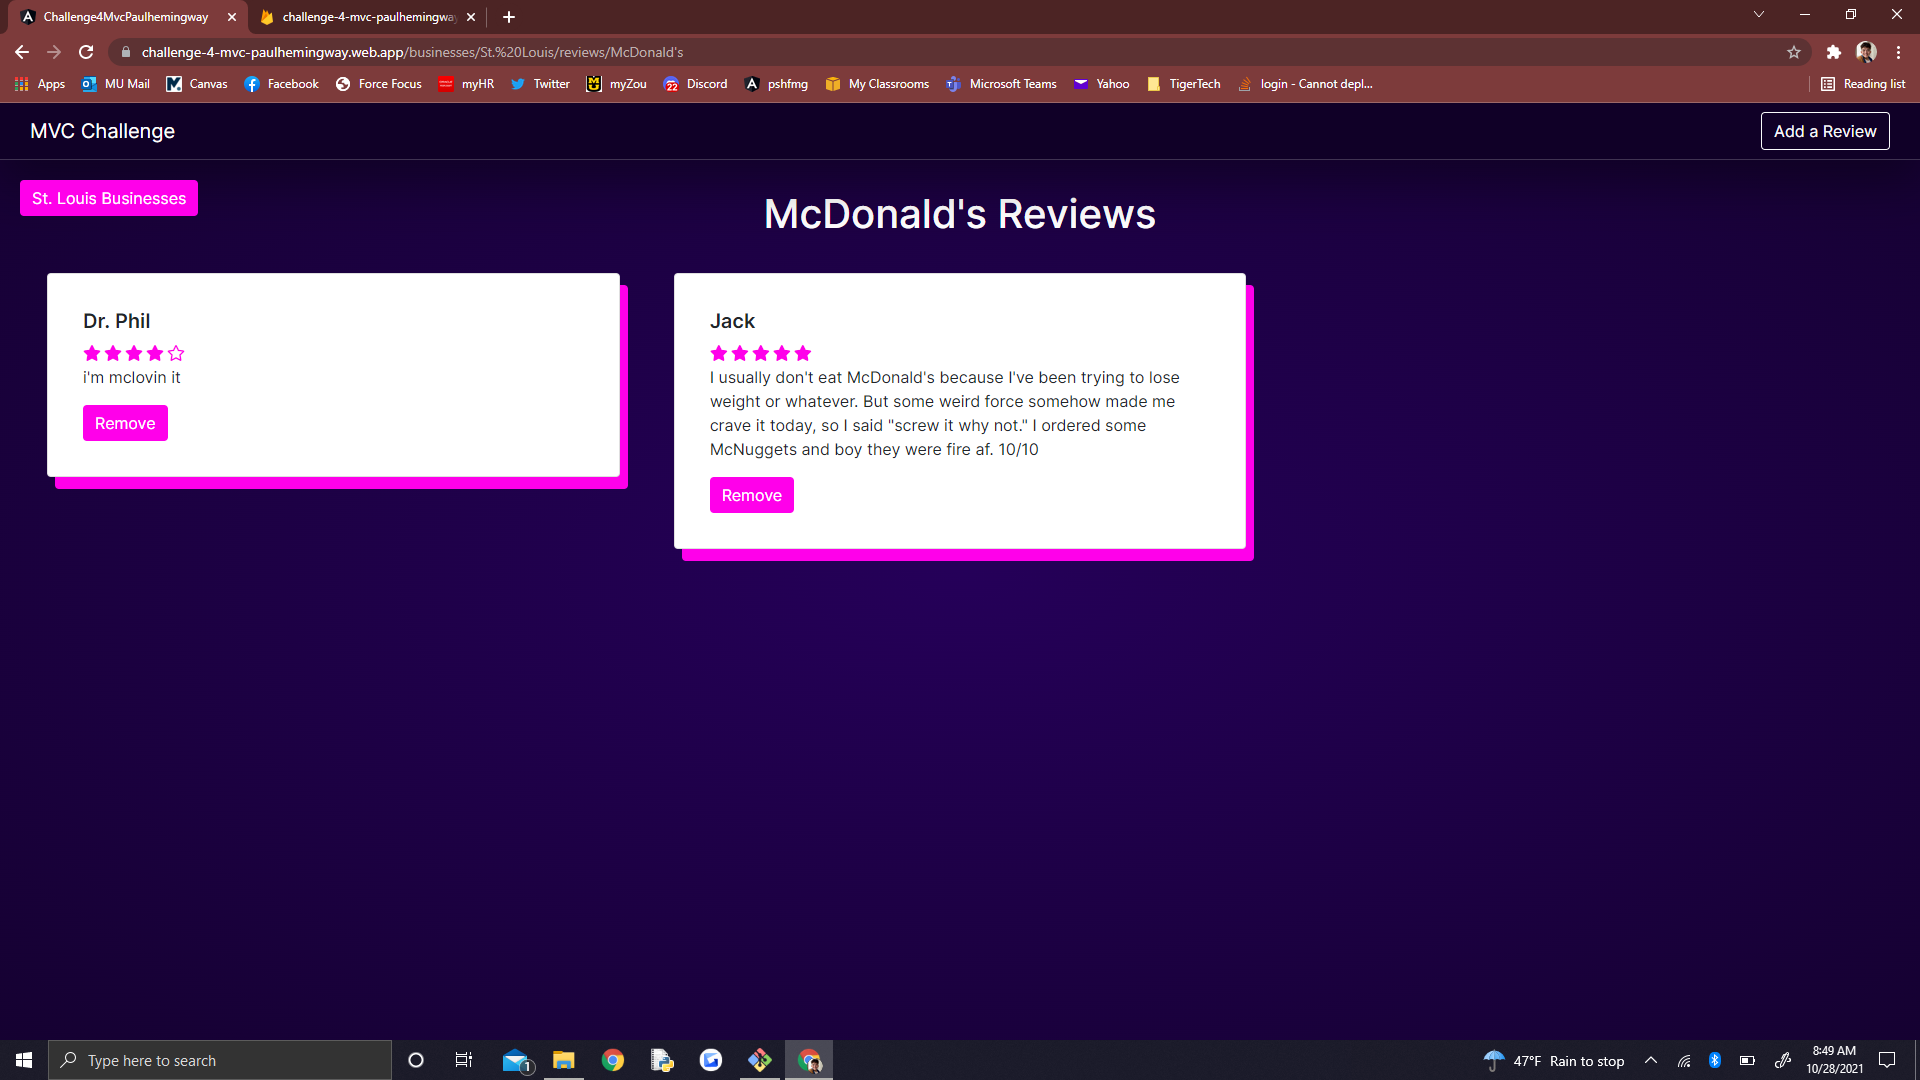 Challenge4MvcPaulhemingway
challenge-4-mvc-paulhemingway
challenge-4-mvc-paulhemingway.web.app/businesses/St.%20Louis/reviews/McDonald's
Apps MU Mail Canvas Facebook Force Focus myHR Twitter myZou 22 Discord pshfmg My Classrooms Microsoft Teams Yahoo TigerTech login - Cannot depl... Reading list
MVC Challenge
Add a Review
St. Louis Businesses
McDonald's Reviews
Dr. Phil
i'm mclovin it
Remove
Jack
I usually don't eat McDonald's because I've been trying to lose
weight or whatever. But some weird force somehow made me
crave it today, so I said "screw it why not." I ordered some
McNuggets and boy they were fire af. 10/10
Remove
Type here to search
1
47°F Rain to stop
8:49 AM
10/28/2021